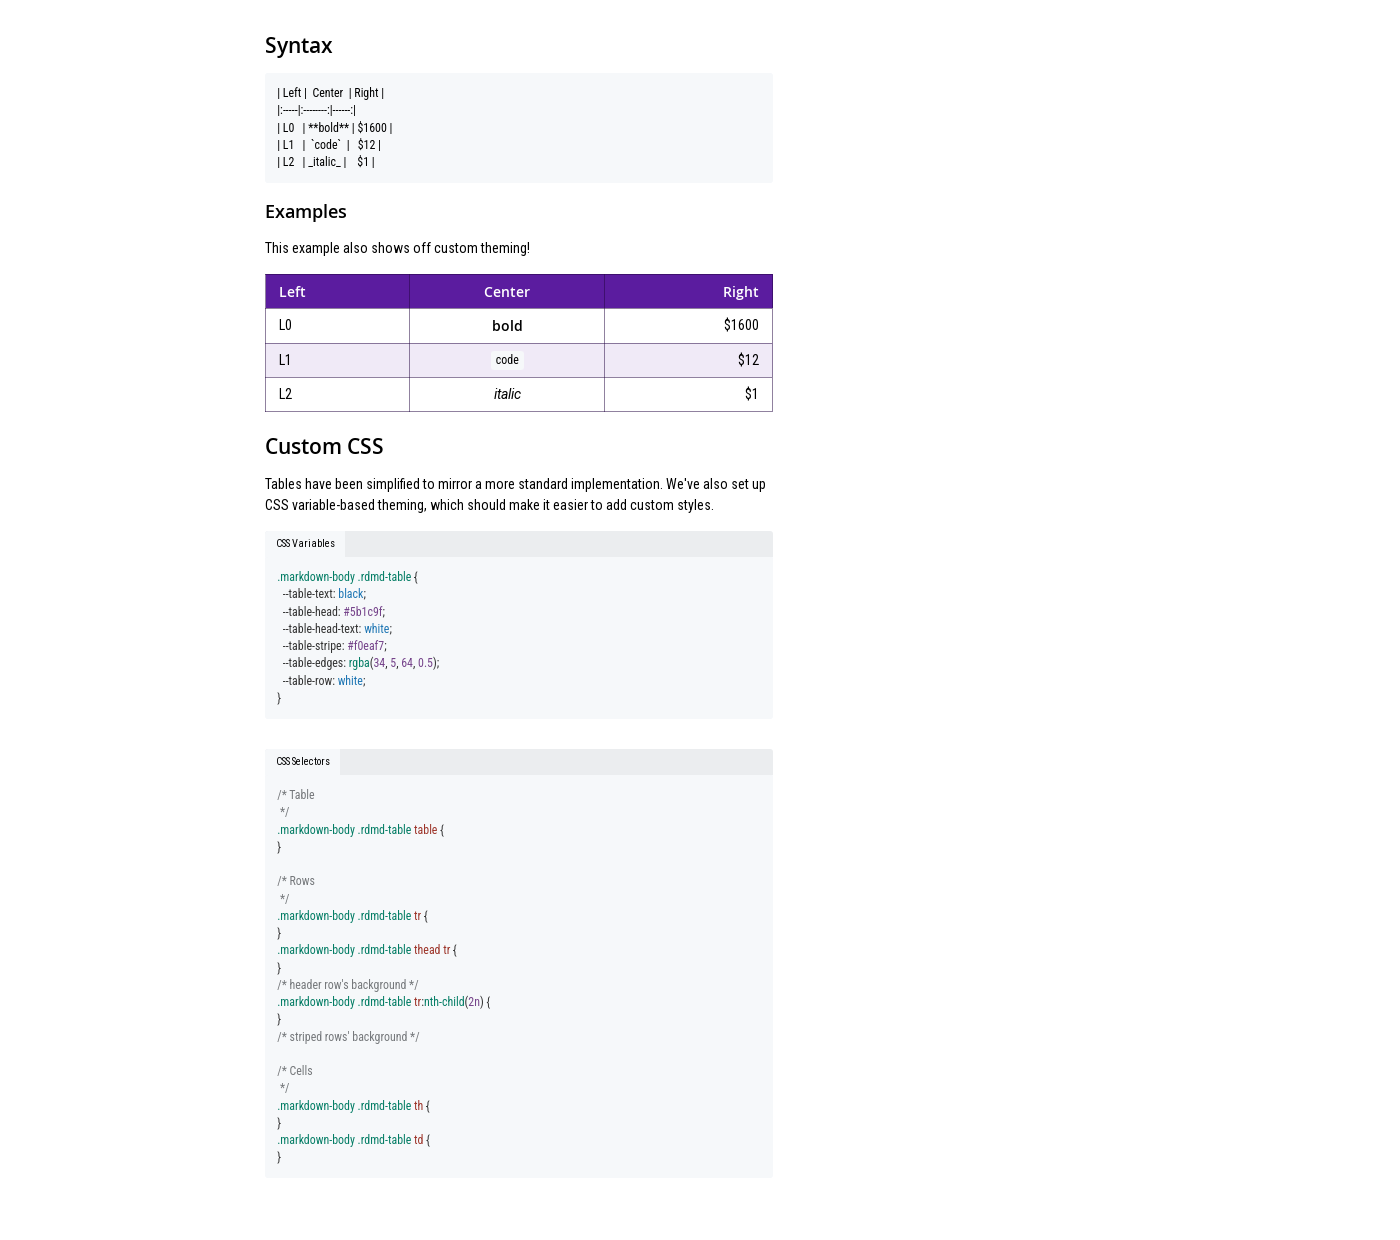 Syntax
| Left |  Center  | Right |
|:-----|:--------:|------:|
| L0   | **bold** | $1600 |
| L1   |  `code`  |   $12 |
| L2   | _italic_ |    $1 |
Examples
This example also shows off custom theming!
Left Center Right
L0 bold $1600
L1 code $12
L2 italic $1
Custom CSS
Tables have been simplified to mirror a more standard implementation. We've also set up
CSS variable-based theming, which should make it easier to add custom styles.
CSS Variables
.markdown-body .rdmd-table {
  --table-text: black;
  --table-head: #5b1c9f;
  --table-head-text: white;
  --table-stripe: #f0eaf7;
  --table-edges: rgba(34, 5, 64, 0.5);
  --table-row: white;
}
CSS Selectors
/* Table
 */
.markdown-body .rdmd-table table {
}
/* Rows
 */
.markdown-body .rdmd-table tr {
}
.markdown-body .rdmd-table thead tr {
}
/* header row's background */
.markdown-body .rdmd-table tr:nth-child(2n) {
}
/* striped rows' background */
/* Cells
 */
.markdown-body .rdmd-table th {
}
.markdown-body .rdmd-table td {
}